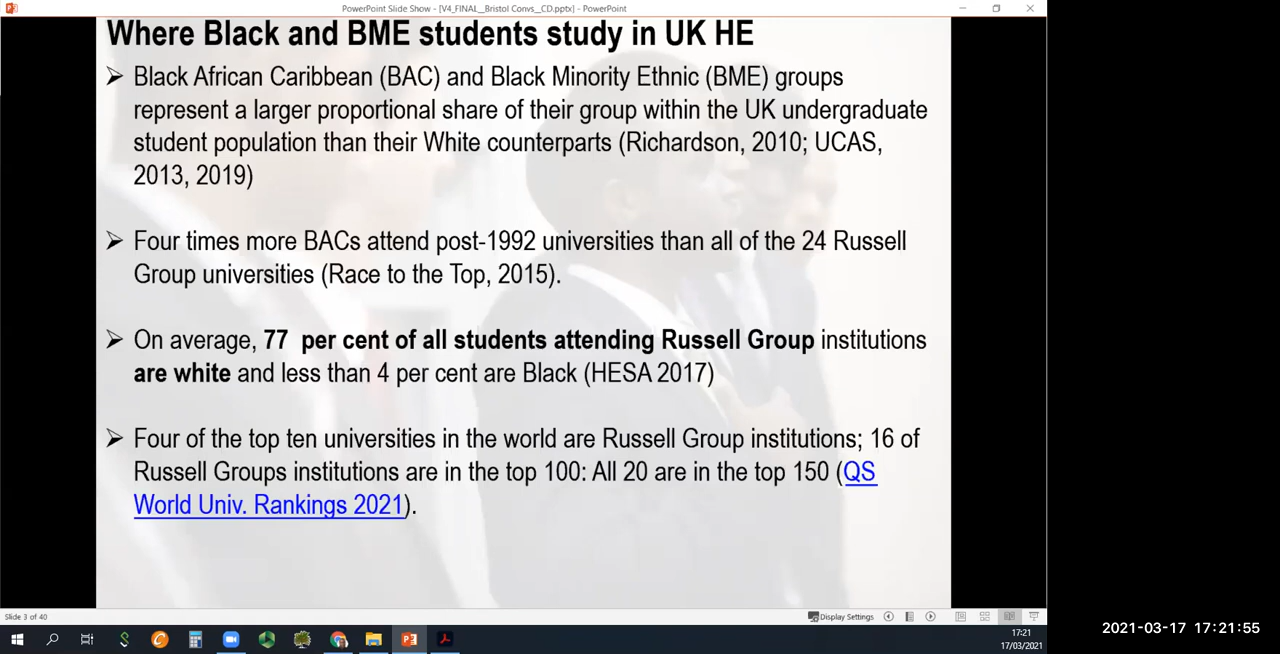 PowerPoint Slide Show - [V4_FINAL_Bristol Convs_CD.pptx] - PowerPoint
Where Black and BME students study in UK HE
➢ Black African Caribbean (BAC) and Black Minority Ethnic (BME) groups
represent a larger proportional share of their group within the UK undergraduate
student population than their White counterparts (Richardson, 2010; UCAS,
2013, 2019)
➢ Four times more BACs attend post-1992 universities than all of the 24 Russell
Group universities (Race to the Top, 2015).
➢ On average, 77 per cent of all students attending Russell Group institutions
are white and less than 4 per cent are Black (HESA 2017)
➢ Four of the top ten universities in the world are Russell Group institutions; 16 of
Russell Groups institutions are in the top 100: All 20 are in the top 150 (QS
World Univ. Rankings 2021).
Slide 3 of 40
Display Settings
17:21
17/03/2021
2021-03-17 17:21:55